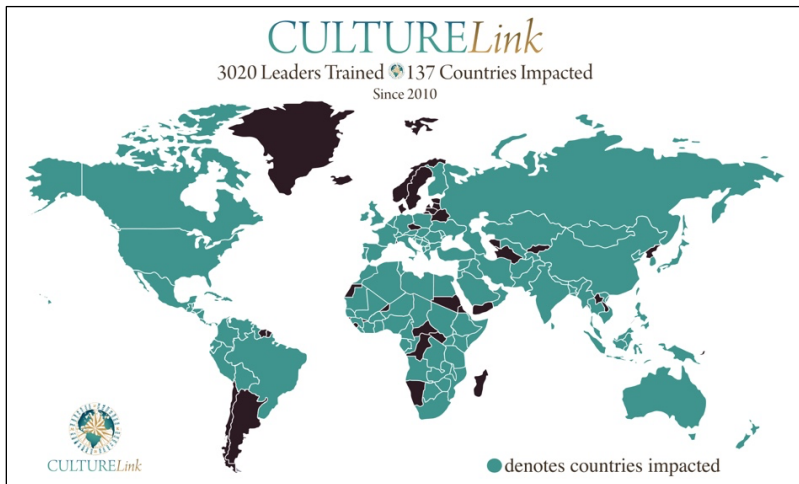 CULTURELink
3020 Leaders Trained 137 Countries Impacted
Since 2010
CULTURELink
denotes countries impacted